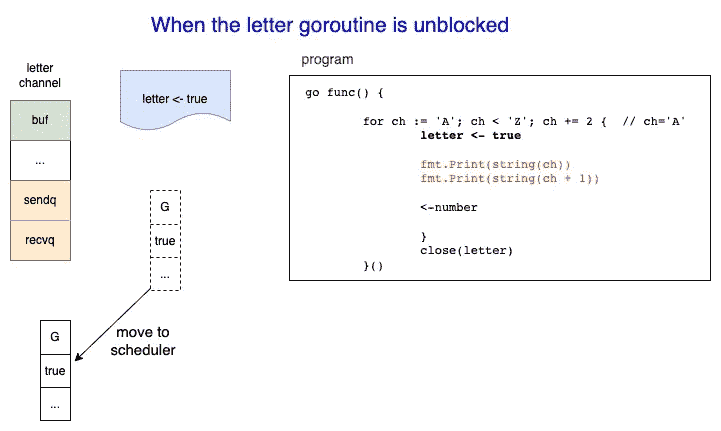 When the letter goroutine is unblocked
letter
channel
buf
...
sendq
recvq
letter <- true
G
true
...
move to
scheduler
G
true
...
program
go func() {
for ch := 'A'; ch < 'Z'; ch += 2 {  // ch='A'
letter <- true
fmt.Print(string(ch))
fmt.Print(string(ch + 1))
<-number
}
close(letter)
}()